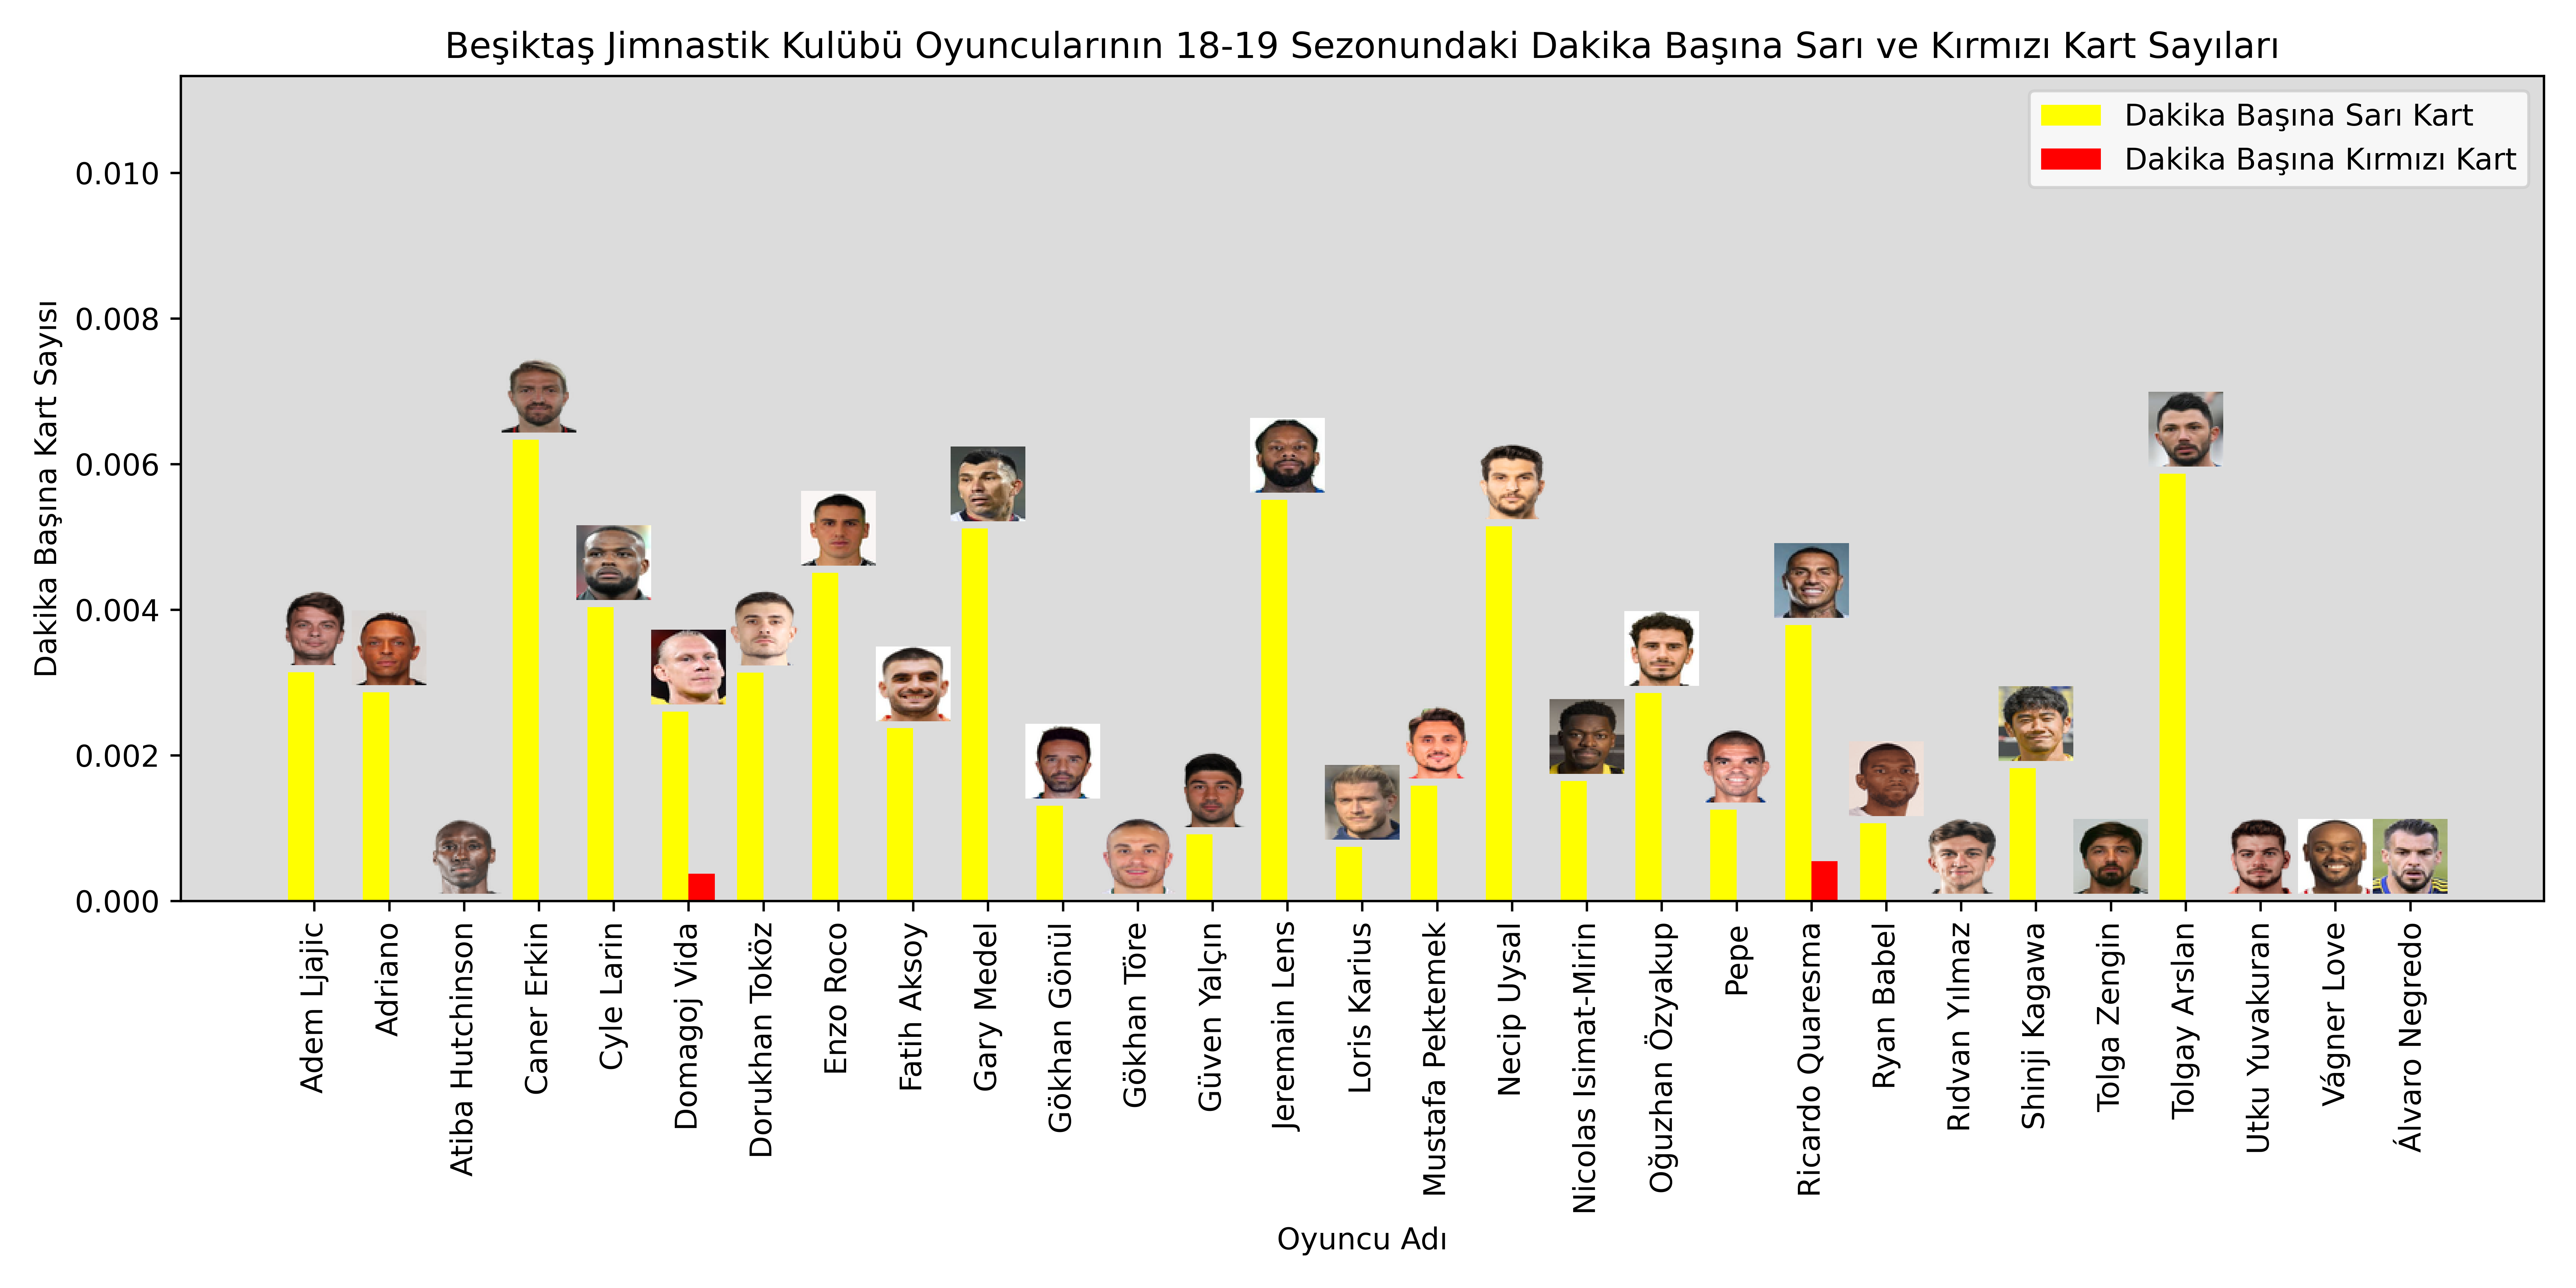 Beşiktaş Jimnastik Kulübü Oyuncularının 18-19 Sezonundaki Dakika Başına Sarı ve Kırmızı Kart Sayıları
Dakika Başına Sarı Kart
Dakika Başına Kırmızı Kart
Dakika Başına Kart Sayısı
0.010
0.008
0.006
0.004
0.002
0.000
Adem Ljajic
Adriano
Atiba Hutchinson
Caner Erkin
Cyle Larin
Domagoj Vida
Dorukhan Toköz
Enzo Roco
Fatih Aksoy
Gary Medel
Gökhan Gönül
Gökhan Töre
Güven Yalçın
Jeremain Lens
Loris Karius
Mustafa Pektemek
Necip Uysal
Nicolas Isimat-Mirin
Oğuzhan Özyakup
Pepe
Ricardo Quaresma
Ryan Babel
Rıdvan Yılmaz
Shinji Kagawa
Tolga Zengin
Tolgay Arslan
Utku Yuvakuran
Vágner Love
Álvaro Negredo
Oyuncu Adı